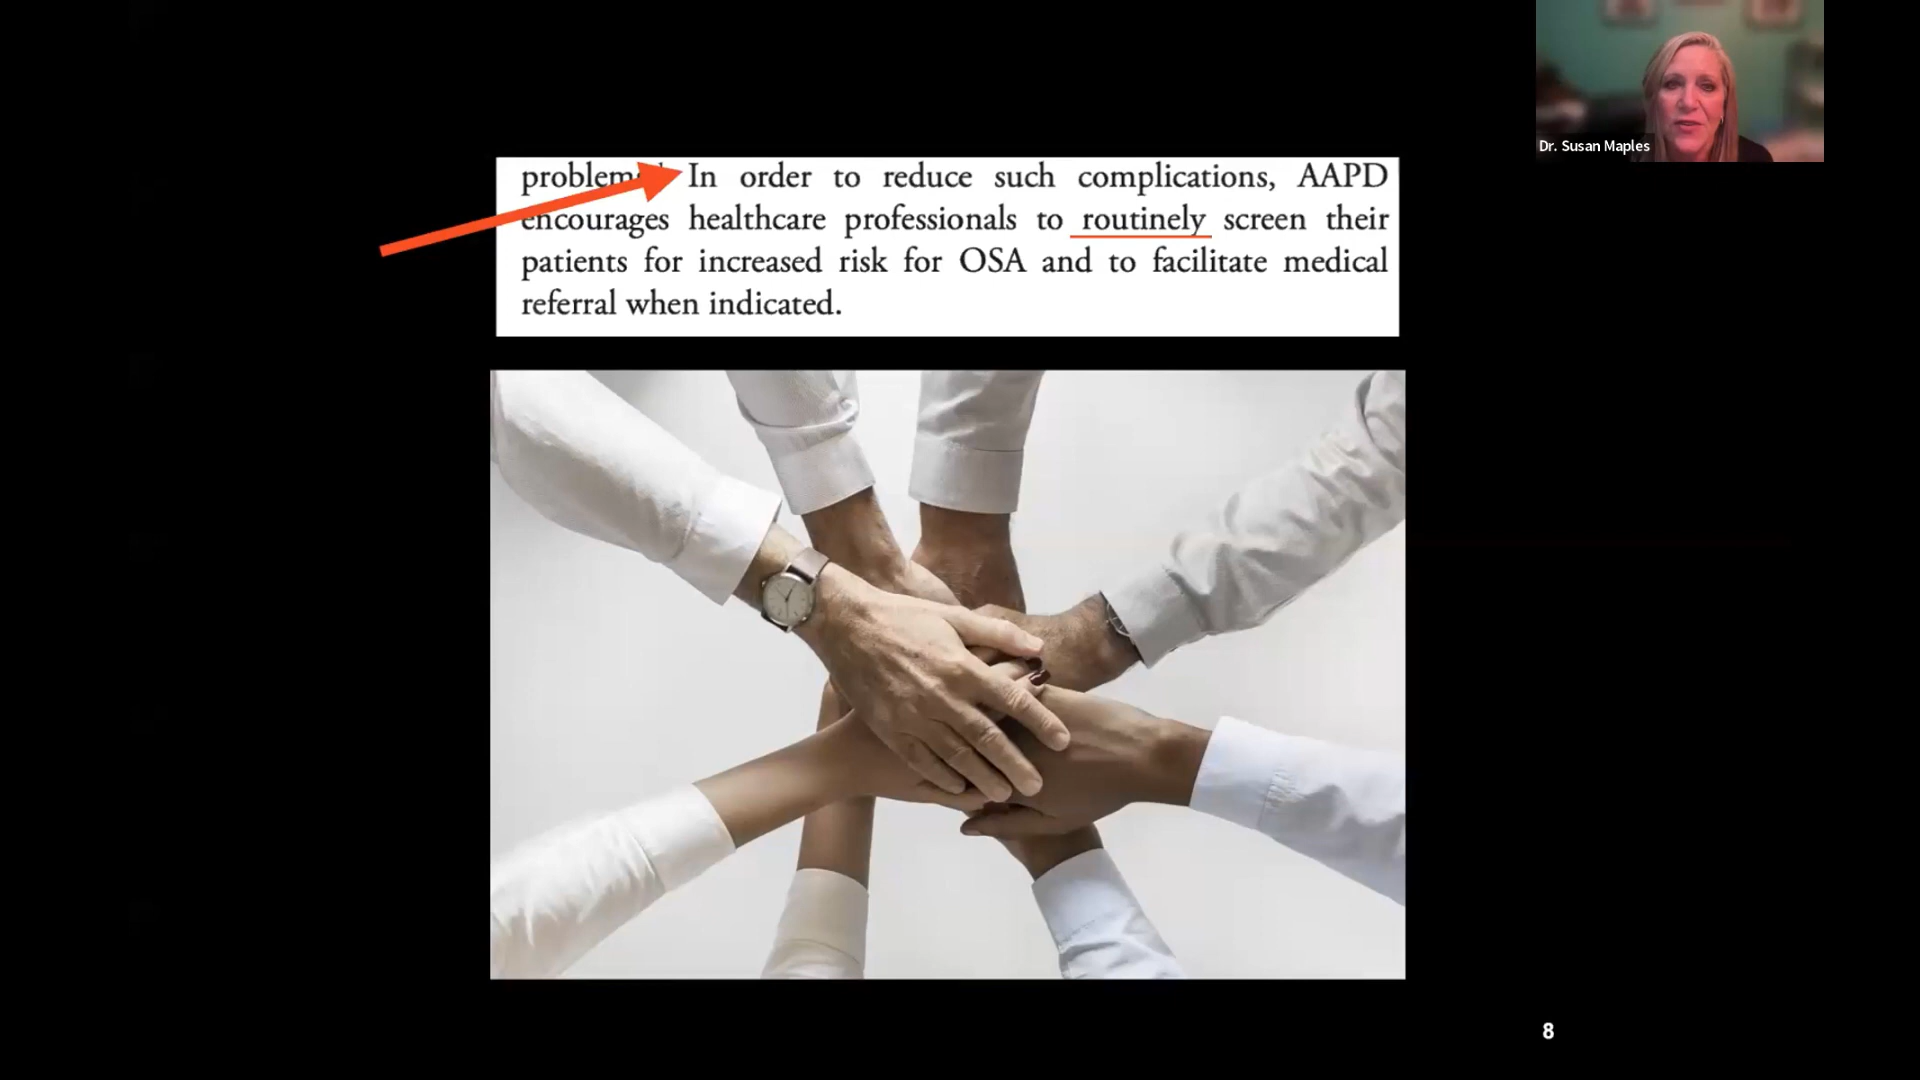 Dr. Susan Maples
problems. In order to reduce such complications, AAPD
encourages healthcare professionals to routinely screen their
patients for increased risk for OSA and to facilitate medical
referral when indicated.
8